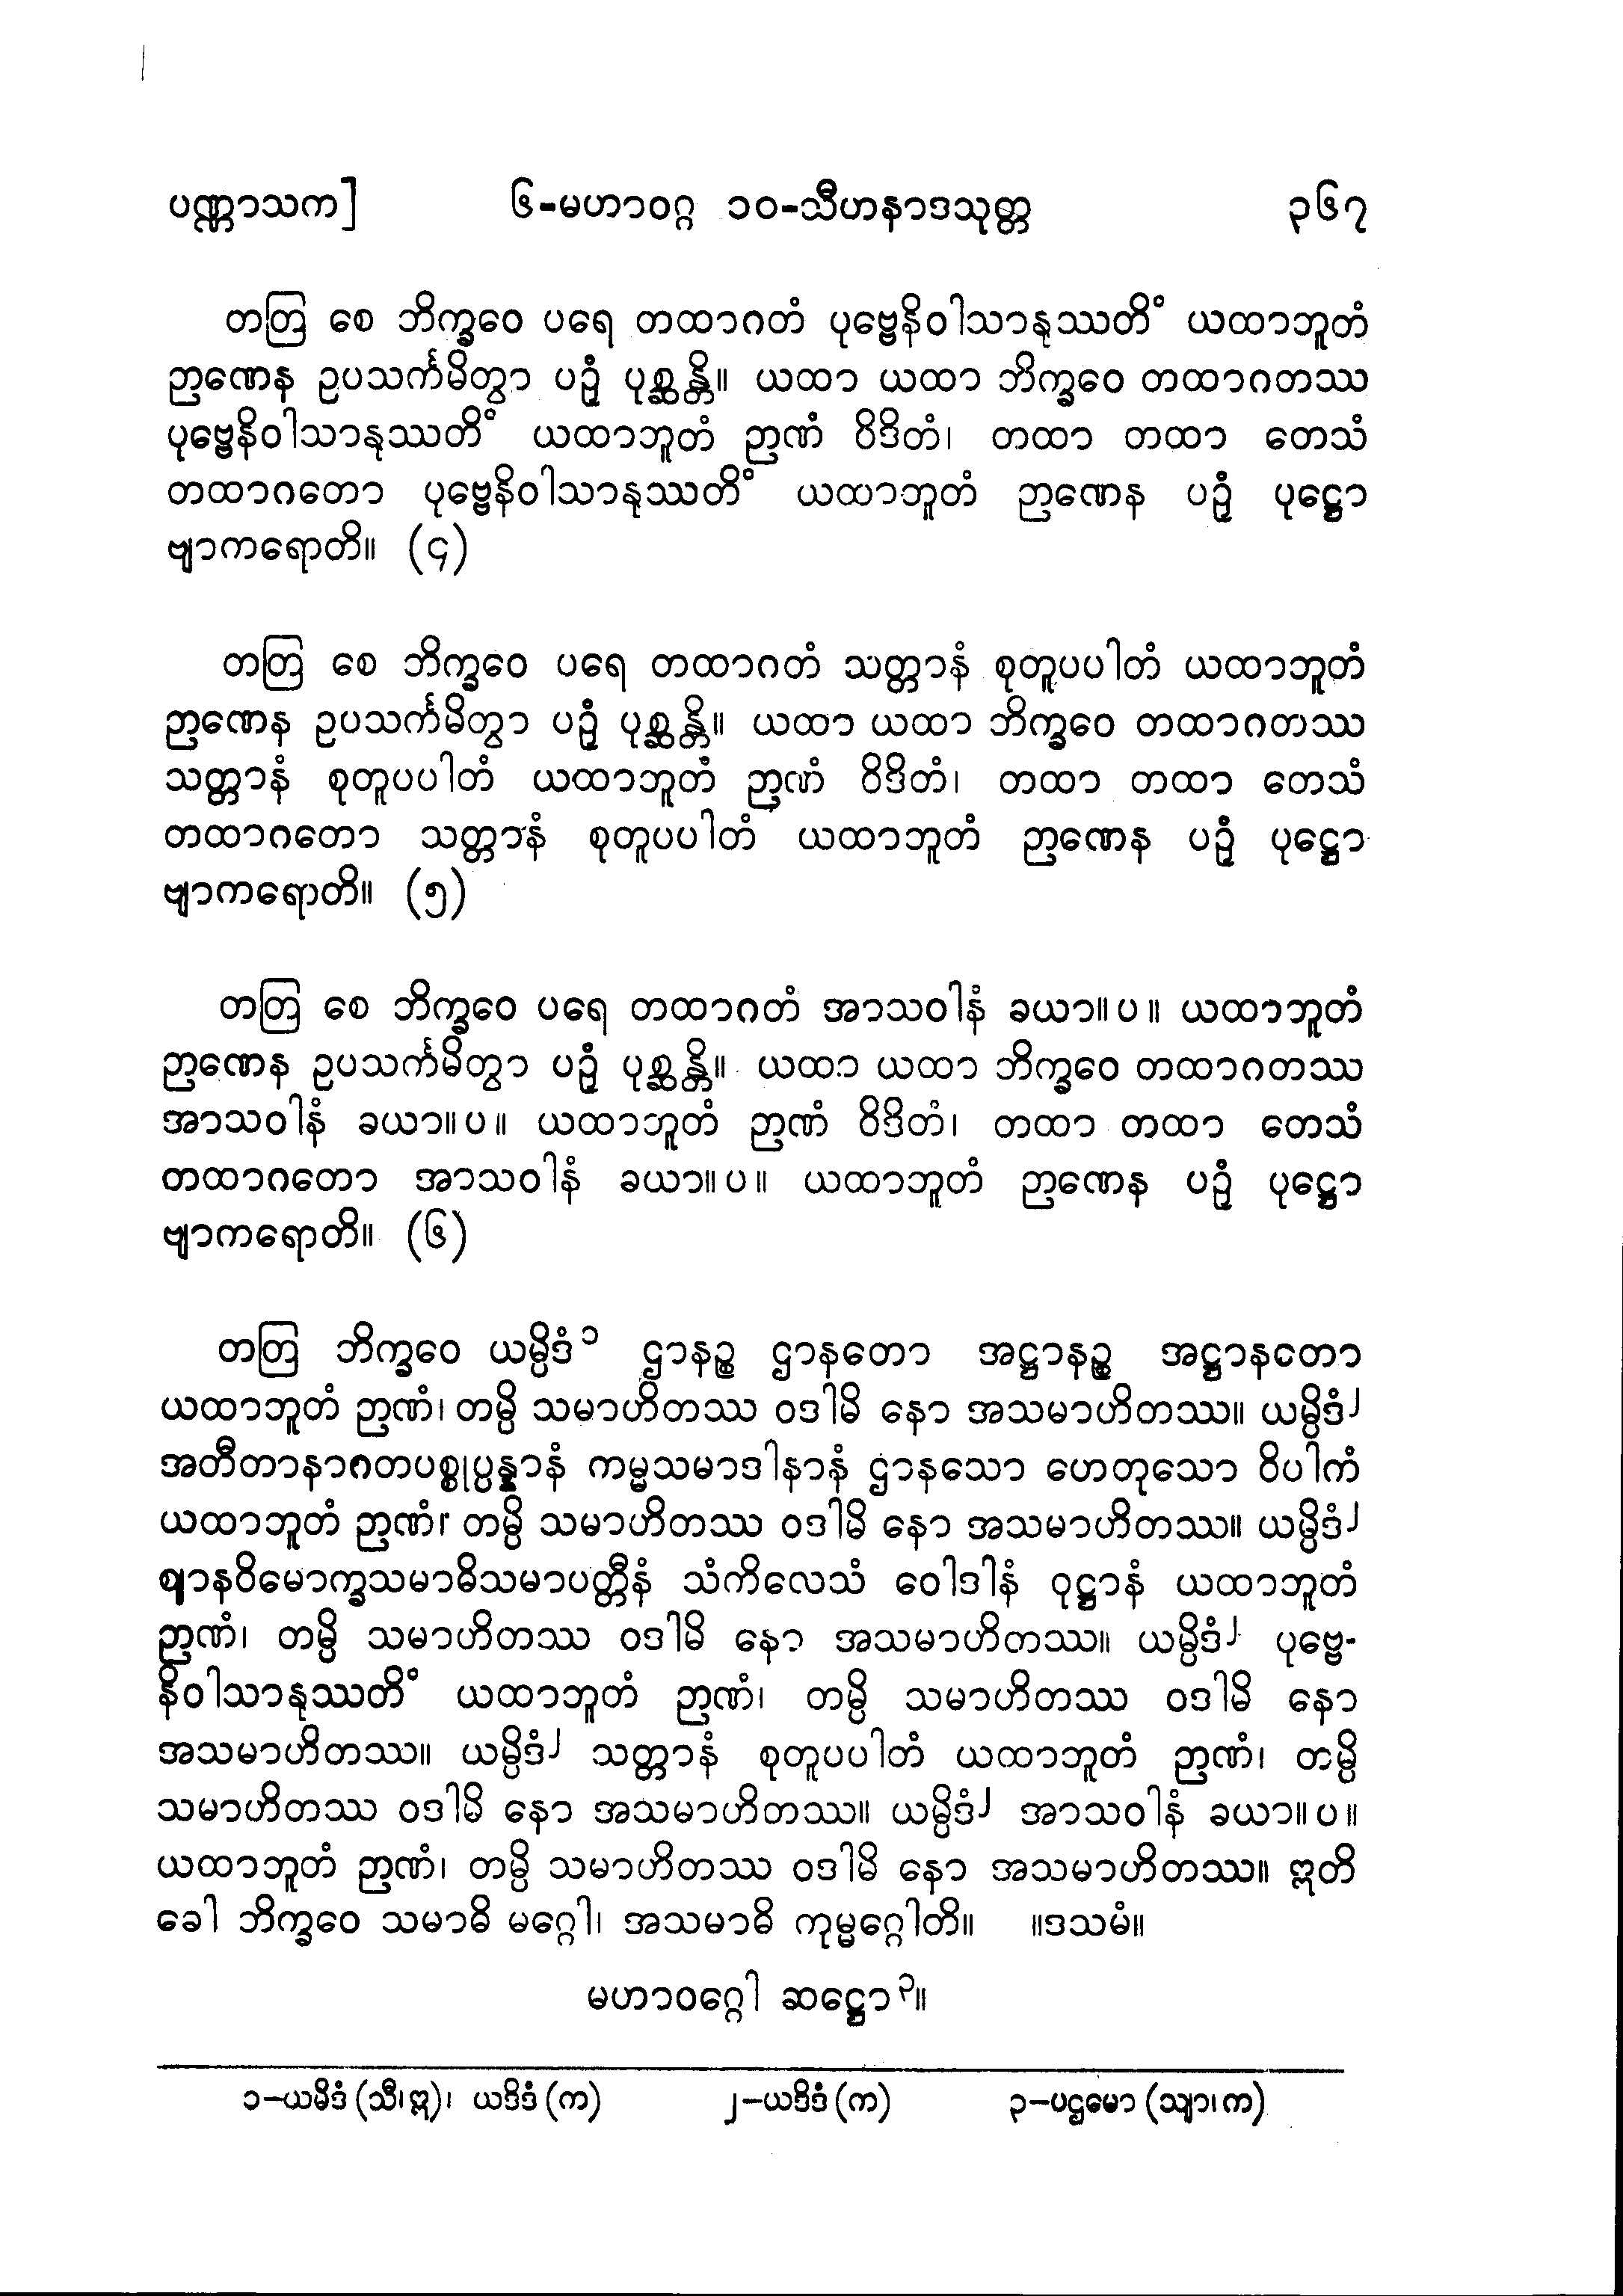 ပဏ္ဏာသက] ၆-မဟာဝဂ္ဂ ၁၀-သီဟနာဒသုတ္တ ၃၆၇
တတြ စေ ဘိက္ခဝေ ပရေ တထာဂတံ ပုဗ္ဗေနိဝါသာနုဿတိံ ယထာဘူတံ
ဉာဏေန ဥပသင်္ကမိတွာ ပဉှံ ပုစ္ဆန္တိ။ ယထာ ယထာ ဘိက္ခဝေ တထာဂတဿ
ပုဗ္ဗေနိဝါသာနုဿတိံ ယထာဘူတံ ဉာဏံ ဝိဒိတံ၊ တထာ တထာ တေသံ
တထာဂတော ပုဗ္ဗေနိဝါသာနုဿတိံ ယထာဘူတံ ဉာဏေန ပဉှံ ပုဋ္ဌော
ဗျာကရောတိ။ (၄)
တတြ စေ ဘိက္ခဝေ ပရေ တထာဂတံ သတ္တာနံ စုတူပပါတံ ယထာဘူတံ
ဉာဏေန ဥပသင်္ကမိတွာ ပဉှံ ပုစ္ဆန္တိ။ ယထာ ယထာ ဘိက္ခဝေ တထာဂတဿ
သတ္တာနံ စုတူပပါတံ ယထာဘူတံ ဉာဏံ ဝိဒိတံ၊ တထာ တထာ တေသံ
တထာဂတော သတ္တာနံ စုတူပပါတံ ယထာဘူတံ ဉာဏေန ပဉှံ ပုဋ္ဌော
ဗျာကရောတိ။ (၅)
တတြ စေ ဘိက္ခဝေ ပရေ တထာဂတံ အာသဝါနံ ခယာ။ပ။ ယထာဘူတံ
ဉာဏေန ဥပသင်္ကမိတွာ ပဉှံ ပုစ္ဆန္တိ။ ယထာ ယထာ ဘိက္ခဝေ တထာဂတဿ
အာသဝါနံ ခယာ။ပ။ ယထာဘူတံ ဉာဏံ ဝိဒိတံ၊ တထာ တထာ တေသံ
တထာဂတော အာသဝါနံ ခယာ။ပ။ ယထာဘူတံ ဉာဏေန ပဉှံ ပုဋ္ဌော
ဗျာကရောတိ။ (၆)
တတြ ဘိက္ခဝေ ယမ္ပိဒံ၁ ဌာနဉ္စ ဌာနတော အဋ္ဌာနဉ္စ အဋ္ဌာနတော
ယထာဘူတံ ဉာဏံ၊ တမ္ပိ သမာဟိတဿ ဝဒါမိ နော အသမာဟိတဿ။ ယမ္ပိဒံ၂
အတီတာနာဂတပစ္စုပ္ပန္နာနံ ကမ္မသမာဒါနာနံ ဌာနသော ဟေတုသော ဝိပါကံ
ယထာဘူတံ ဉာဏံ၊ တမ္ပိ သမာဟိတဿ ဝဒါမိ နော အသမာဟိတဿ။ ယမ္ပိဒံ၂
ဈာနဝိမောက္ခသမာဓိသမာပတ္တီနံ သံကိလေသံ ဝေါဒါနံ ဝုဋ္ဌာနံ ယထာဘူတံ
ဉာဏံ၊ တမ္ပိ သမာဟိတဿ ဝဒါမိ နော အသမာဟိတဿ။ ယမ္ပိဒံ၂ ပုဗ္ဗေ-
နိဝါသာနုဿတိံ ယထာဘူတံ ဉာဏံ၊ တမ္ပိ သမာဟိတဿ ဝဒါမိ နော
အသမာဟိတဿ။ ယမ္ပိဒံ၂ သတ္တာနံ စုတူပပါတံ ယထာဘူတံ ဉာဏံ၊ တမ္ပိ
သမာဟိတဿ ဝဒါမိ နော အသမာဟိတဿ။ ယမ္ပိဒံ၂ အာသဝါနံ ခယာ။ပ။
ယထာဘူတံ ဉာဏံ၊ တမ္ပိ သမာဟိတဿ ဝဒါမိ နော အသမာဟိတဿ။ ဣတိ
ခေါ ဘိက္ခဝေ သမာဓိ မဂ္ဂေါ၊ အသမာဓိ ကုမ္မဂ္ဂေါတိ။ ။ဒသမံ။
မဟာဝဂ္ဂေါ ဆဋ္ဌော၃။
၁-ယမိဒံ (သီ၊ဣ)၊ ယဒိဒံ (က) ၂-ယဒိဒံ (က) ၃-ပဌမော (သျာ၊က)